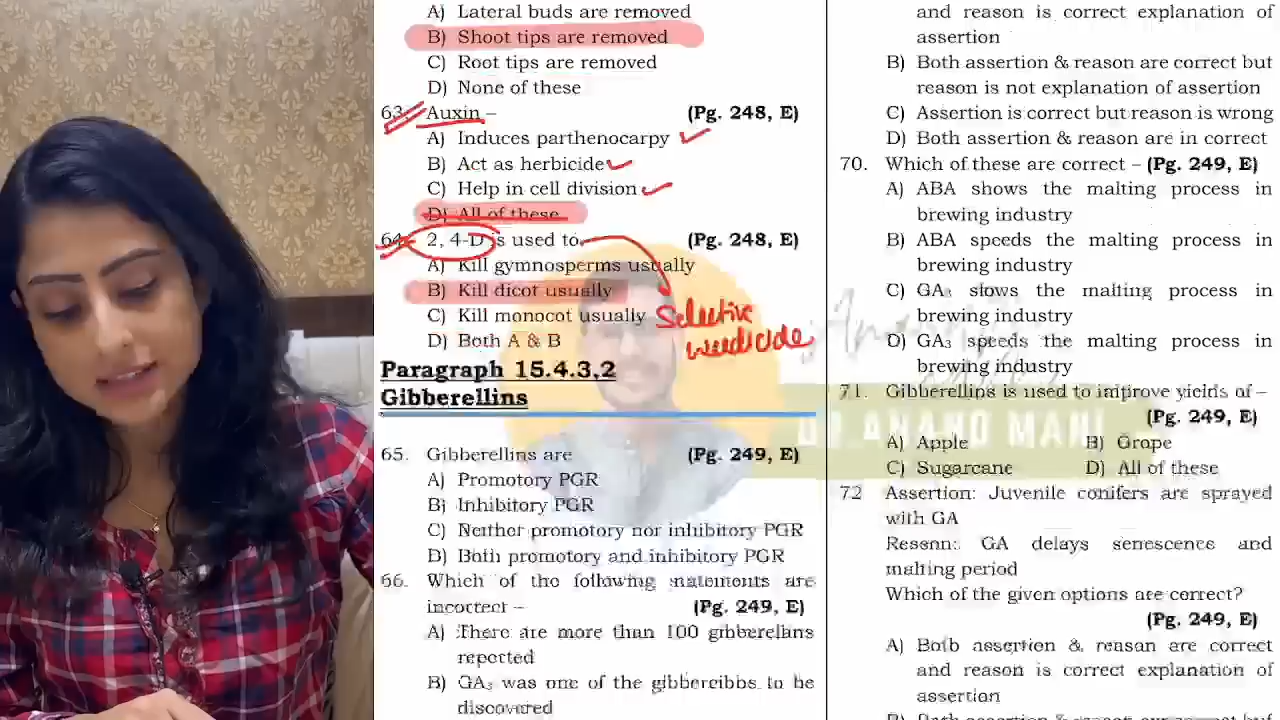 A) Lateral buds are removed
B) Shoot tips are removed
C) Root tips are removed
D) None of these
63. Auxin – (Pg. 248, E)
A) Induces parthenocarpy
B) Act as herbicide
C) Help in cell division
D) All of these
64. 2, 4-D is used to (Pg. 248, E)
A) Kill gymnosperms usually
B) Kill dicot usually
C) Kill monocot usually
D) Both A & B
Selective
weedicide
Paragraph 15.4.3.2
Gibberellins
65. Gibberellins are (Pg. 249, E)
A) Promotory PGR
B) Inhibitory PGR
C) Neither promotory nor inhibitory PGR
D) Both promotory and inhibitory PGR
66. Which of the following statements are
incorrect – (Pg. 249, E)
A) There are more than 100 gibberellins
reported
B) GA₃ was one of the to be
discovered
and reason is correct explanation of
assertion
B) Both assertion & reason are correct but
reason is not explanation of assertion
C) Assertion is correct but reason is wrong
D) Both assertion & reason are in correct
70. Which of these are correct – (Pg. 249, E)
A) ABA shows the malting process in
brewing industry
B) ABA speeds the malting process in
brewing industry
C) GA₃ slows the malting process in
brewing industry
D) GA₃ speeds the malting process in
brewing industry
71. Gibberellins is used to improve yields of –
(Pg. 249, E)
A) Apple B) Grape
C) Sugarcane D) All of these
72 Assertion: Juvenile conifers are sprayed
with GA
Reason: GA delays senescence and
malting period
Which of the given options are correct?
(Pg. 249, E)
A) Both assertion & reason are correct
and reason is correct explanation of
assertion
DR ANAND MANI